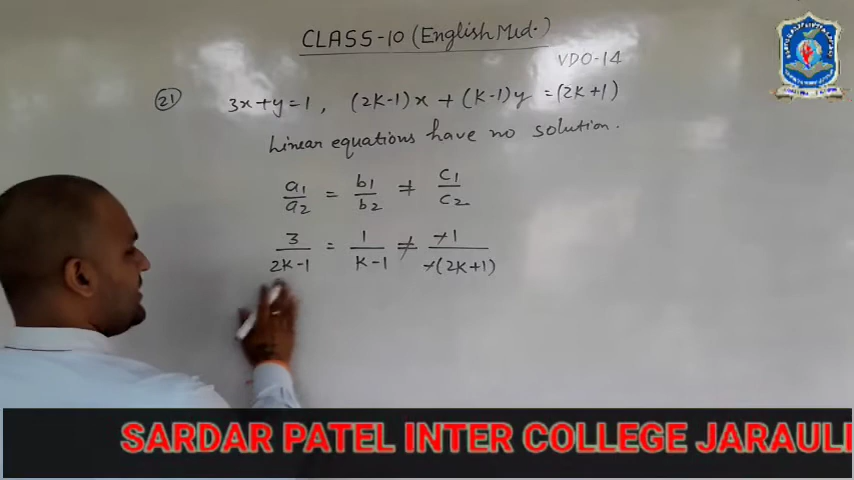 CLASS-10 (English Med.)
VDO-14
(21) 3x+y=1, (2K-1)x + (K-1)y =(2K+1)
Linear equations have no solution.
a₁/a₂ = b₁/b₂ ≠ c₁/c₂
3/(2K-1) = 1/(K-1) ≠ -1/-(2K+1)
SARDAR PATEL INTER COLLEGE JARAULI